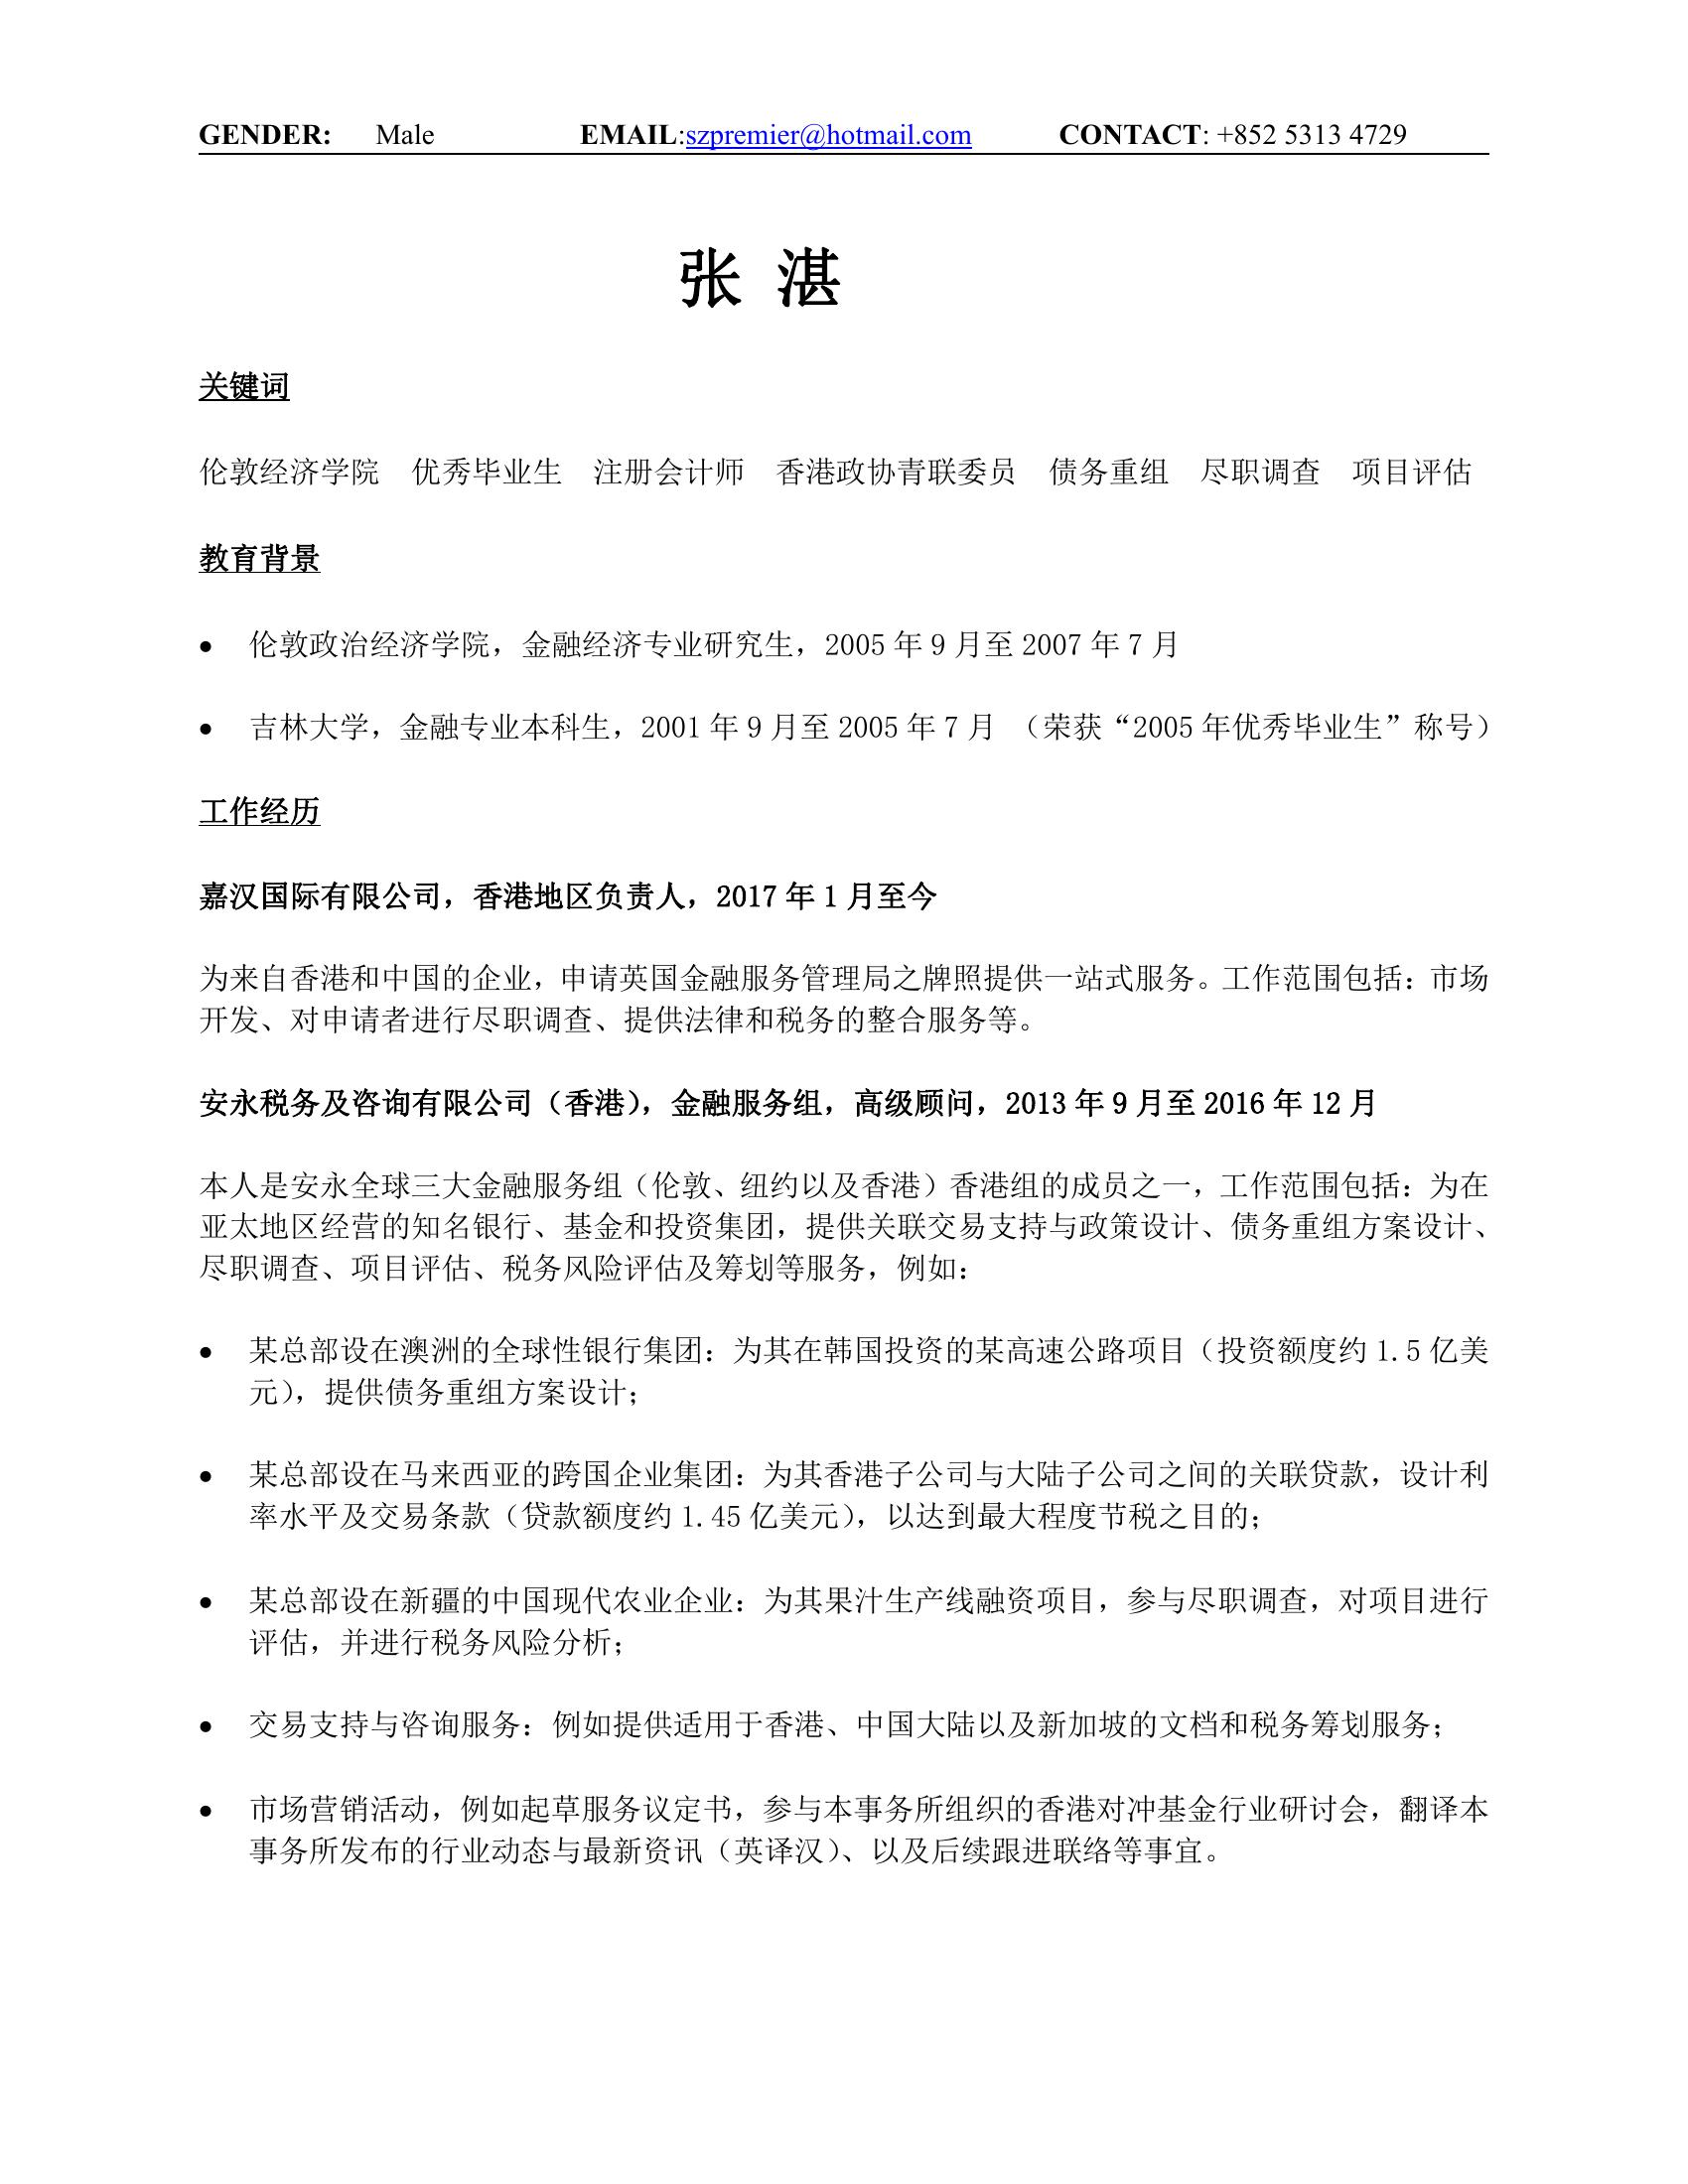 GENDER: Male EMAIL:szpremier@hotmail.com CONTACT: +852 5313 4729
张 湛
关键词
伦敦经济学院 优秀毕业生 注册会计师 香港政协青联委员 债务重组 尽职调查 项目评估
教育背景
• 伦敦政治经济学院，金融经济专业研究生，2005 年 9 月至 2007 年 7 月
• 吉林大学，金融专业本科生，2001 年 9 月至 2005 年 7 月 （荣获“2005 年优秀毕业生”称号）
工作经历
嘉汉国际有限公司，香港地区负责人，2017 年 1 月至今
为来自香港和中国的企业，申请英国金融服务管理局之牌照提供一站式服务。工作范围包括：市场
开发、对申请者进行尽职调查、提供法律和税务的整合服务等。
安永税务及咨询有限公司（香港），金融服务组，高级顾问，2013 年 9 月至 2016 年 12 月
本人是安永全球三大金融服务组（伦敦、纽约以及香港）香港组的成员之一，工作范围包括：为在
亚太地区经营的知名银行、基金和投资集团，提供关联交易支持与政策设计、债务重组方案设计、
尽职调查、项目评估、税务风险评估及筹划等服务，例如：
• 某总部设在澳洲的全球性银行集团：为其在韩国投资的某高速公路项目（投资额度约 1.5 亿美
元），提供债务重组方案设计；
• 某总部设在马来西亚的跨国企业集团：为其香港子公司与大陆子公司之间的关联贷款，设计利
率水平及交易条款（贷款额度约 1.45 亿美元），以达到最大程度节税之目的；
• 某总部设在新疆的中国现代农业企业：为其果汁生产线融资项目，参与尽职调查，对项目进行
评估，并进行税务风险分析；
• 交易支持与咨询服务：例如提供适用于香港、中国大陆以及新加坡的文档和税务筹划服务；
• 市场营销活动，例如起草服务议定书，参与本事务所组织的香港对冲基金行业研讨会，翻译本
事务所发布的行业动态与最新资讯（英译汉）、以及后续跟进联络等事宜。